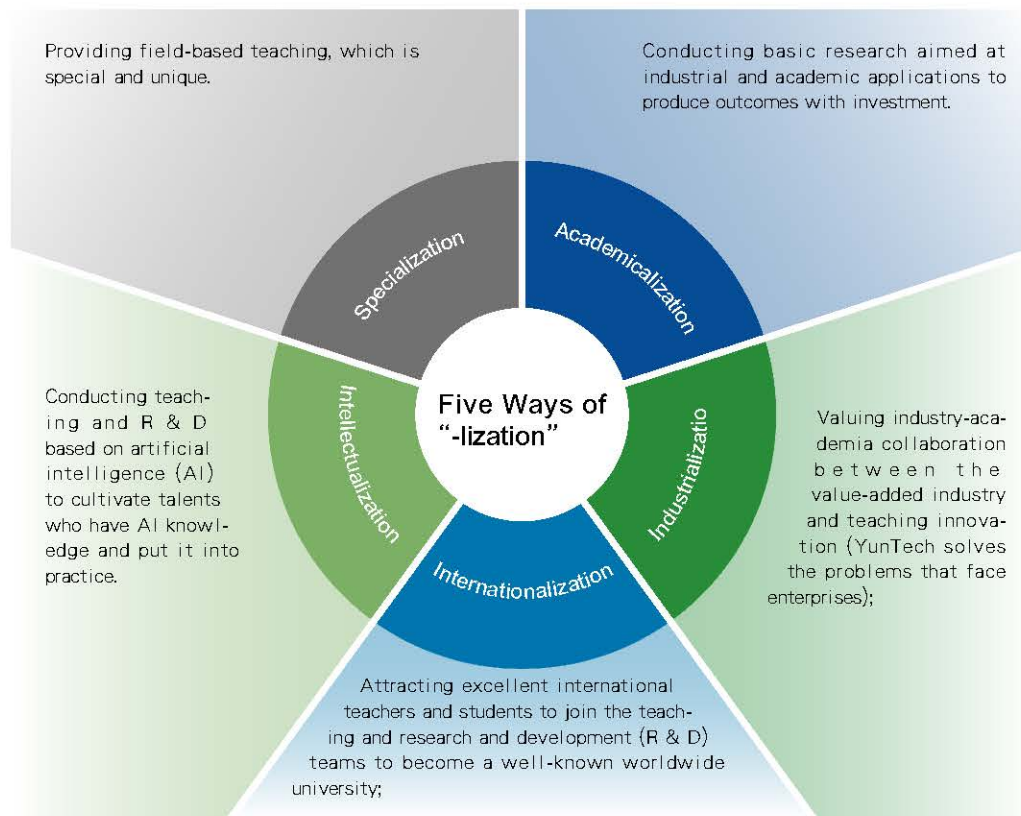 Providing field-based teaching, which is
special and unique.
Conducting basic research aimed at
industrial and academic applications to
produce outcomes with investment.
Specialization
Academicalization
Five Ways of
“-lization”
Intellectualization
Industrializatio
Internationalization
Conducting teach-
ing and R & D
based on artificial
intelligence (AI)
to cultivate talents
who have AI knowl-
edge and put it into
practice.
Valuing industry-aca-
demia collaboration
between the
value-added industry
and teaching innova-
tion (YunTech solves
the problems that face
enterprises);
Attracting excellent international
teachers and students to join the teach-
ing and research and development (R & D)
teams to become a well-known worldwide
university;